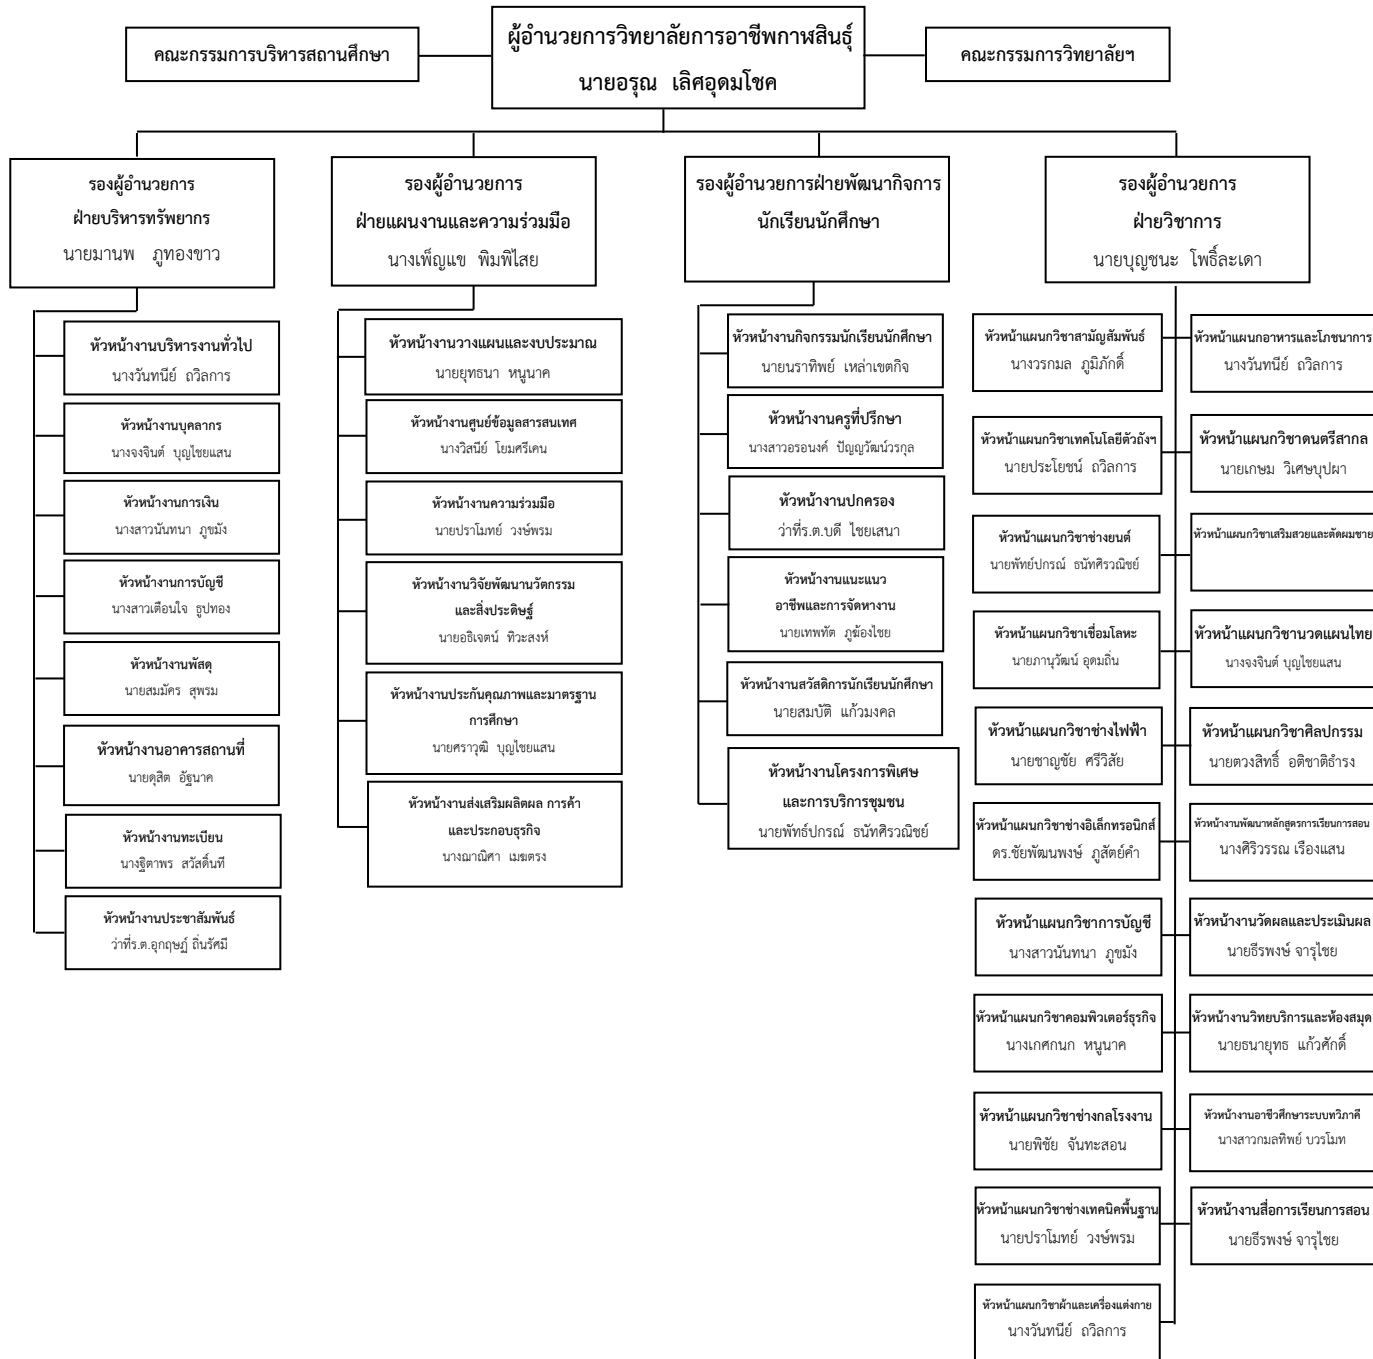 ผู้อำนวยการวิทยาลัยการอาชีพกาฬสินธุ์
นายอรุณ เลิศอุดมโชค
คณะกรรมการบริหารสถานศึกษา
คณะกรรมการวิทยาลัยฯ
รองผู้อำนวยการ
ฝ่ายบริหารทรัพยากร
นายมานพ ภูทองขาว
หัวหน้างานบริหารงานทั่วไป
นางวันทนีย์ ถวิลการ
หัวหน้างานบุคลากร
นางจงจินต์ บุญไชยแสน
หัวหน้างานการเงิน
นางสาวนันทนา ภูขมัง
หัวหน้างานการบัญชี
นางสาวเตือนใจ ธูปทอง
หัวหน้างานพัสดุ
นายสมมัคร สุพรม
หัวหน้างานอาคารสถานที่
นายดุสิต อัฐนาค
หัวหน้างานทะเบียน
นางฐิตาพร สวัสดิ์นที
หัวหน้างานประชาสัมพันธ์
ว่าที่ร.ต.อุกฤษฏ์ ถิ่นรัศมี
รองผู้อำนวยการ
ฝ่ายแผนงานและความร่วมมือ
นางเพ็ญแข พิมพิไสย
หัวหน้างานวางแผนและงบประมาณ
นายยุทธนา หนูนาค
หัวหน้างานศูนย์ข้อมูลสารสนเทศ
นางวิสนีย์ โยมศรีเคน
หัวหน้างานความร่วมมือ
นายปราโมทย์ วงษ์พรม
หัวหน้างานวิจัยพัฒนานวัตกรรม
และสิ่งประดิษฐ์
นายอธิเจตน์ ทิวะสงห์
หัวหน้างานประกันคุณภาพและมาตรฐาน
การศึกษา
นายศราวุฒิ บุญไชยแสน
หัวหน้างานส่งเสริมผลิตผล การค้า
และประกอบธุรกิจ
นางฌาณิศา เมฆตรง
รองผู้อำนวยการฝ่ายพัฒนากิจการ
นักเรียนนักศึกษา
หัวหน้างานกิจกรรมนักเรียนนักศึกษา
นายนราทิพย์ เหล่าเขตกิจ
หัวหน้างานครูที่ปรึกษา
นางสาวอรอนงค์ ปัญญวัฒน์วรกุล
หัวหน้างานปกครอง
ว่าที่ร.ต.บดี ไชยเสนา
หัวหน้างานแนะแนว
อาชีพและการจัดหางาน
นายเทพทัต ภูฆ้องไชย
หัวหน้างานสวัสดิการนักเรียนนักศึกษา
นายสมบัติ แก้วมงคล
หัวหน้างานโครงการพิเศษ
และการบริการชุมชน
นายพัทธ์ปกรณ์ ธนัทศิรวณิชย์
รองผู้อำนวยการ
ฝ่ายวิชาการ
นายบุญชนะ โพธิ์ละเดา
หัวหน้าแผนกวิชาสามัญสัมพันธ์
นางวรกมล ภูมิภักดิ์
หัวหน้าแผนกอาหารและโภชนาการ
นางวันทนีย์ ถวิลการ
หัวหน้าแผนกวิชาเทคโนโลยีตัวถังฯ
นายประโยชน์ ถวิลการ
หัวหน้าแผนกวิชาดนตรีสากล
นายเกษม วิเศษบุปผา
หัวหน้าแผนกวิชาช่างยนต์
นายพัทย์ปกรณ์ ธนัทศิรวณิชย์
หัวหน้าแผนกวิชาเสริมสวยและตัดผมชาย
หัวหน้าแผนกวิชาเชื่อมโลหะ
นายภานุวัฒน์ อุดมถิ่น
หัวหน้าแผนกวิชานวดแผนไทย
นางจงจินต์ บุญไชยแสน
หัวหน้าแผนกวิชาช่างไฟฟ้า
นายชาญชัย ศรีวิสัย
หัวหน้าแผนกวิชาศิลปกรรม
นายตวงสิทธิ์ อติชาติธำรง
หัวหน้าแผนกวิชาช่างอิเล็กทรอนิกส์
ดร.ชัยพัฒนพงษ์ ภูสัตย์คำ
หัวหน้างานพัฒนาหลักสูตรการเรียนการสอน
นางศิริวรรณ เรืองแสน
หัวหน้าแผนกวิชาการบัญชี
นางสาวนันทนา ภูขมัง
หัวหน้างานวัดผลและประเมินผล
นายธีรพงษ์ จารุไชย
หัวหน้าแผนกวิชาคอมพิวเตอร์ธุรกิจ
นางเกศกนก หนูนาค
หัวหน้างานวิทยบริการและห้องสมุด
นายธนายุทธ แก้วศักดิ์
หัวหน้าแผนกวิชาช่างกลโรงงาน
นายพิชัย จันทะสอน
หัวหน้างานอาชีวศึกษาระบบทวิภาคี
นางสาวกมลทิพย์ บวรโมท
หัวหน้าแผนกวิชาช่างเทคนิคพื้นฐาน
นายปราโมทย์ วงษ์พรม
หัวหน้างานสื่อการเรียนการสอน
นายธีรพงษ์ จารุไชย
หัวหน้าแผนกวิชาผ้าและเครื่องแต่งกาย
นางวันทนีย์ ถวิลการ